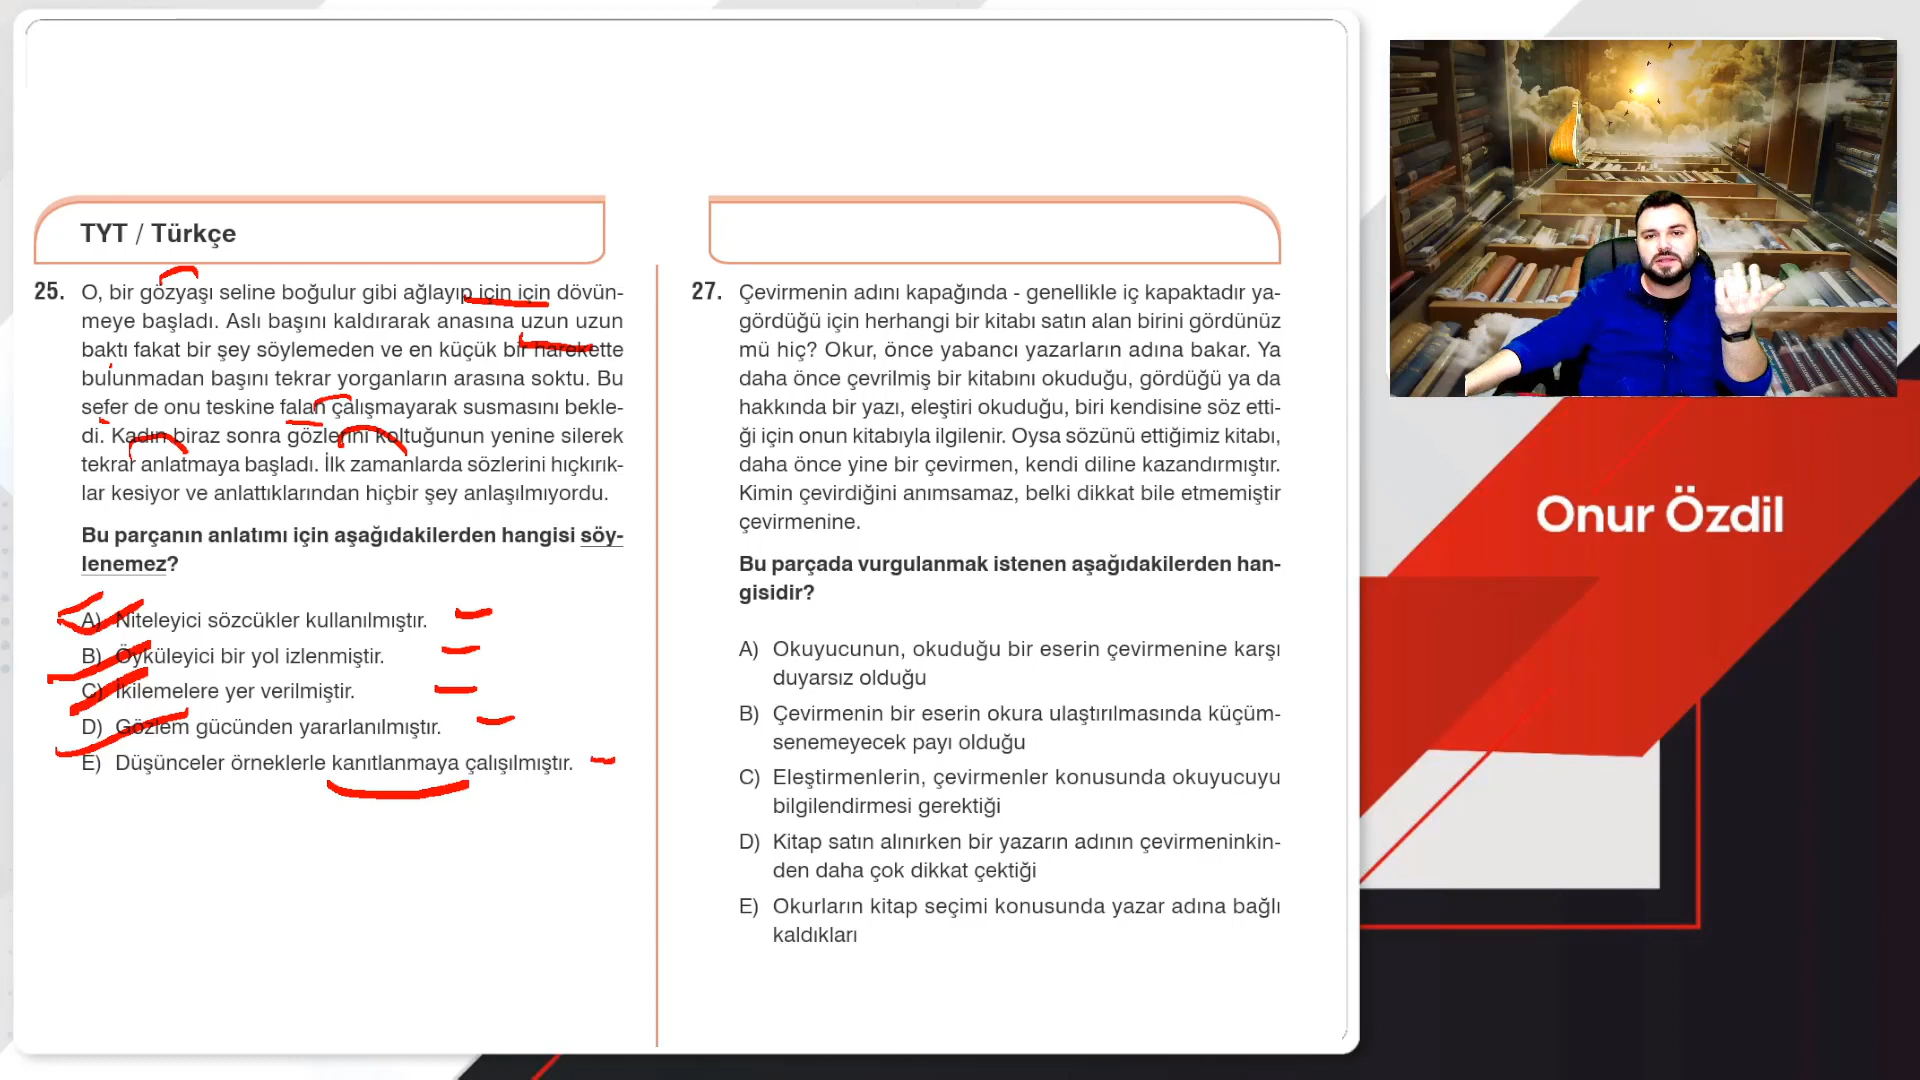 TYT / Türkçe
25. O, bir gözyaşı seline boğulur gibi ağlayıp için için dövün-
meye başladı. Aslı başını kaldırarak anasına uzun uzun
baktı fakat bir şey söylemeden ve en küçük bir harekette
bulunmadan başını tekrar yorganların arasına soktu. Bu
sefer de onu teskine falan çalışmayarak susmasını bekle-
di. Kadın biraz sonra gözlerini koltuğunun yenine silerek
tekrar anlatmaya başladı. İlk zamanlarda sözlerini hıçkırık-
lar kesiyor ve anlattıklarından hiçbir şey anlaşılmıyordu.
Bu parçanın anlatımı için aşağıdakilerden hangisi söy-
lenemez?
A) Niteleyici sözcükler kullanılmıştır.
B) Öyküleyici bir yol izlenmiştir.
C) İkilemelere yer verilmiştir.
D) Gözlem gücünden yararlanılmıştır.
E) Düşünceler örneklerle kanıtlanmaya çalışılmıştır.
27. Çevirmenin adını kapağında - genellikle iç kapaktadır ya-
gördüğü için herhangi bir kitabı satın alan birini gördünüz
mü hiç? Okur, önce yabancı yazarların adına bakar. Ya
daha önce çevrilmiş bir kitabını okuduğu, gördüğü ya da
hakkında bir yazı, eleştiri okuduğu, biri kendisine söz etti-
ği için onun kitabıyla ilgilenir. Oysa sözünü ettiğimiz kitabı,
daha önce yine bir çevirmen, kendi diline kazandırmıştır.
Kimin çevirdiğini anımsamaz, belki dikkat bile etmemiştir
çevirmenine.
Bu parçada vurgulanmak istenen aşağıdakilerden han-
gisidir?
A) Okuyucunun, okuduğu bir eserin çevirmenine karşı
duyarsız olduğu
B) Çevirmenin bir eserin okura ulaştırılmasında küçüm-
senemeyecek payı olduğu
C) Eleştirmenlerin, çevirmenler konusunda okuyucuyu
bilgilendirmesi gerektiği
D) Kitap satın alınırken bir yazarın adının çevirmeninkin-
den daha çok dikkat çektiği
E) Okurların kitap seçimi konusunda yazar adına bağlı
kaldıkları
Onur Özdil